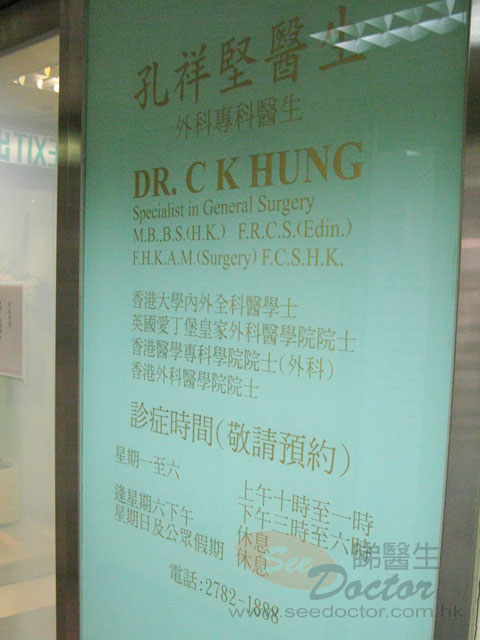 孔祥堅醫生
外科專科醫生
DR. C K HUNG
Specialist in General Surgery
M.B.,B.S.(H.K.) F.R.C.S.(Edin.)
F.H.K.A.M.(Surgery) F.C.S.H.K.
香港大學內外全科醫學士
英國愛丁堡皇家外科醫學院院士
香港醫學專科學院院士(外科)
香港外科醫學院院士
診症時間(敬請預約)
星期一至六 上午十時至一時
下午三時至六時
逢星期六下午 休息
星期日及公眾假期 休息
電話:2782-1888
EXIT
See Doctor 睇醫生
www.seedoctor.com.hk